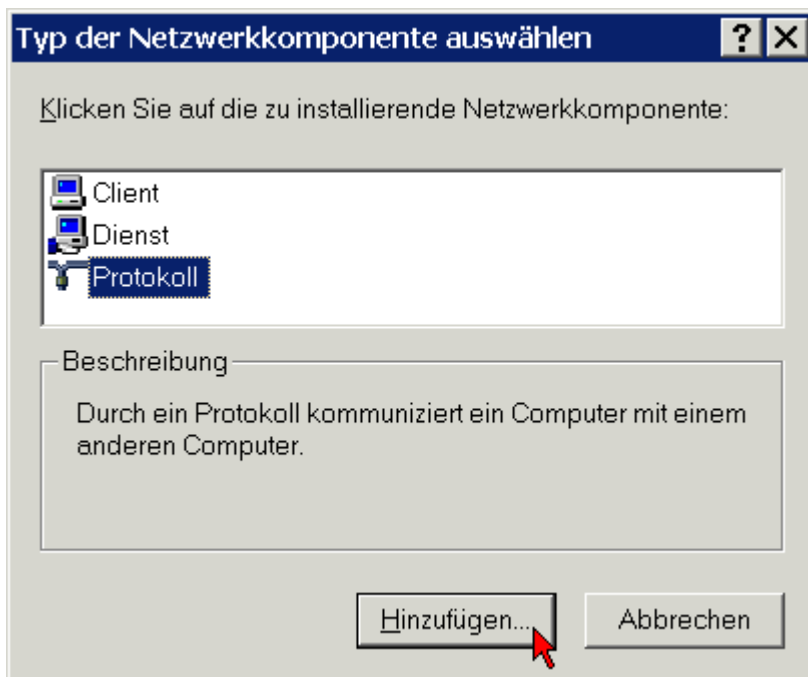 Typ der Netzwerkkomponente auswählen
Klicken Sie auf die zu installierende Netzwerkkomponente:
Client
Dienst
Protokoll
Beschreibung
Durch ein Protokoll kommuniziert ein Computer mit einem
anderen Computer.
Hinzufügen... Abbrechen